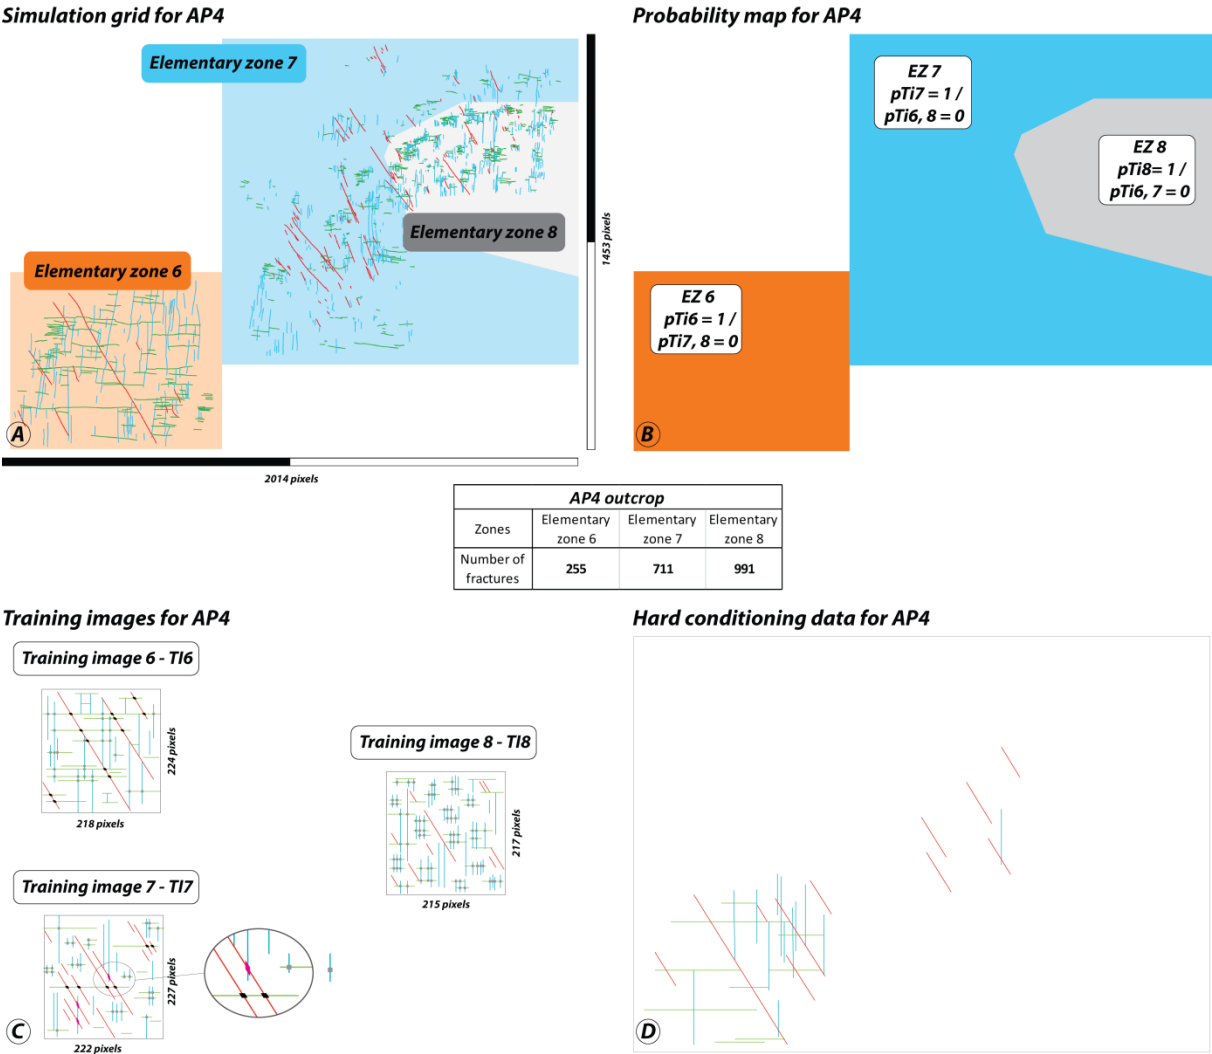 Simulation grid for AP4
Elementary zone 7
Elementary zone 8
Elementary zone 6
A
1453 pixels
2014 pixels
Probability map for AP4
EZ 7
pTi7 = 1 /
pTi6, 8 = 0
EZ 8
pTi8= 1 /
pTi6, 7 = 0
EZ 6
pTi6 = 1 /
pTi7, 8 = 0
B
AP4 outcrop
Zones
Elementary
zone 6
Elementary
zone 7
Elementary
zone 8
Number of
fractures
255
711
991
Training images for AP4
Training image 6 - TI6
224 pixels
218 pixels
Training image 8 - TI8
217 pixels
215 pixels
Training image 7 - TI7
227 pixels
222 pixels
C
Hard conditioning data for AP4
D